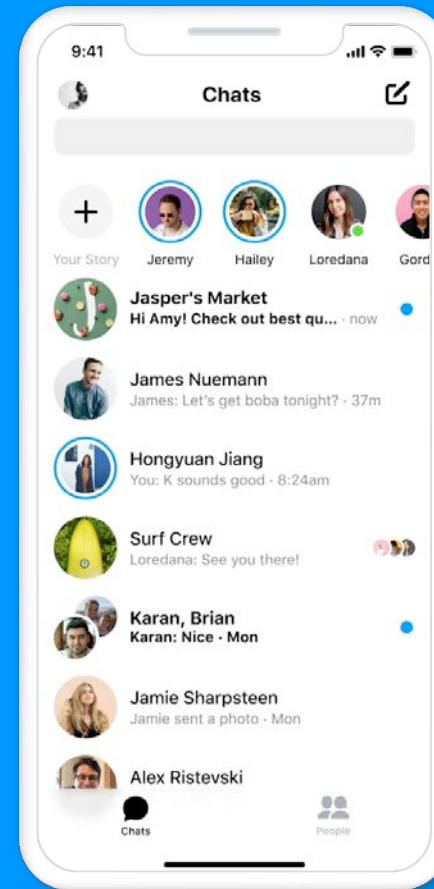 9:41
Chats
Your Story
Jeremy
Hailey
Loredana
Gord
Jasper's Market
Hi Amy! Check out best qu... · now
James Nuemann
James: Let's get boba tonight? · 37m
Hongyuan Jiang
You: K sounds good · 8:24am
Surf Crew
Loredana: See you there!
Karan, Brian
Karan: Nice · Mon
Jamie Sharpsteen
Jamie sent a photo · Mon
Alex Ristevski
Chats
People